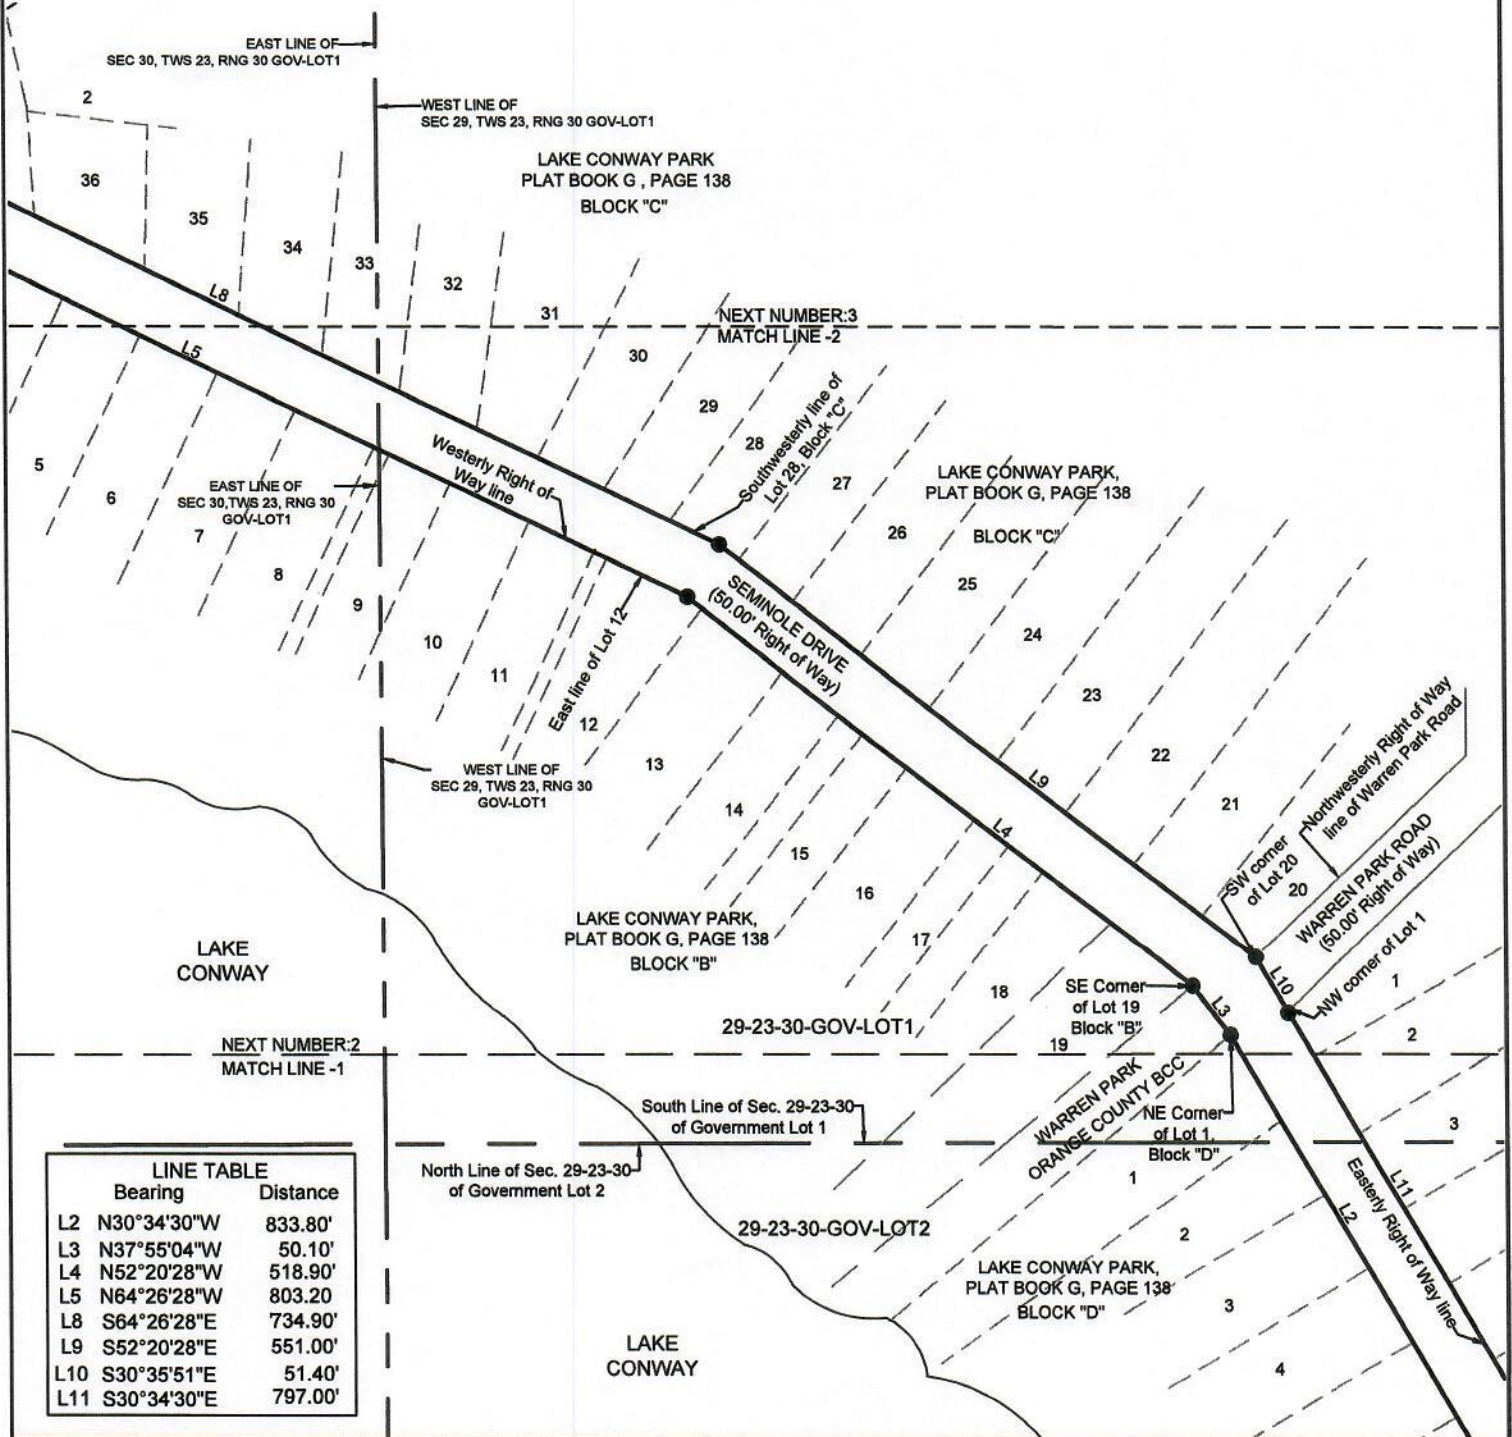 EAST LINE OF
SEC 30, TWS 23, RNG 30 GOV-LOT1
2
WEST LINE OF
SEC 29, TWS 23, RNG 30 GOV-LOT1
LAKE CONWAY PARK
PLAT BOOK G , PAGE 138
BLOCK "C"
36
35
34
33
32
31
L8
NEXT NUMBER:3
MATCH LINE -2
L5
30
29
28
27
26
25
24
23
22
21
20
Southwesterly line of
Lot 28, Block "C"
Westerly Right of
Way line
LAKE CONWAY PARK,
PLAT BOOK G, PAGE 138
BLOCK "C"
5
6
7
8
9
10
11
12
13
14
15
16
17
18
19
EAST LINE OF
SEC 30,TWS 23, RNG 30
GOV-LOT1
SEMINOLE DRIVE
(50.00' Right of Way)
East line of Lot 12
WEST LINE OF
SEC 29, TWS 23, RNG 30
GOV-LOT1
L9
L4
Northwesterly Right of Way
line of Warren Park Road
SW corner
of Lot 20
WARREN PARK ROAD
(50.00' Right of Way)
NW corner of Lot 1
L10
L3
1
2
3
LAKE CONWAY PARK,
PLAT BOOK G, PAGE 138
BLOCK "B"
LAKE
CONWAY
SE Corner
of Lot 19
Block "B"
29-23-30-GOV-LOT1
NEXT NUMBER:2
MATCH LINE -1
WARREN PARK
ORANGE COUNTY BCC
NE Corner
of Lot 1,
Block "D"
South Line of Sec. 29-23-30
of Government Lot 1
North Line of Sec. 29-23-30
of Government Lot 2
L11
L2
Easterly Right of Way line
1
2
3
4
29-23-30-GOV-LOT2
LAKE CONWAY PARK,
PLAT BOOK G, PAGE 138
BLOCK "D"
LAKE
CONWAY
LINE TABLE
Bearing Distance
L2 N30°34'30"W 833.80'
L3 N37°55'04"W 50.10'
L4 N52°20'28"W 518.90'
L5 N64°26'28"W 803.20
L8 S64°26'28"E 734.90'
L9 S52°20'28"E 551.00'
L10 S30°35'51"E 51.40'
L11 S30°34'30"E 797.00'